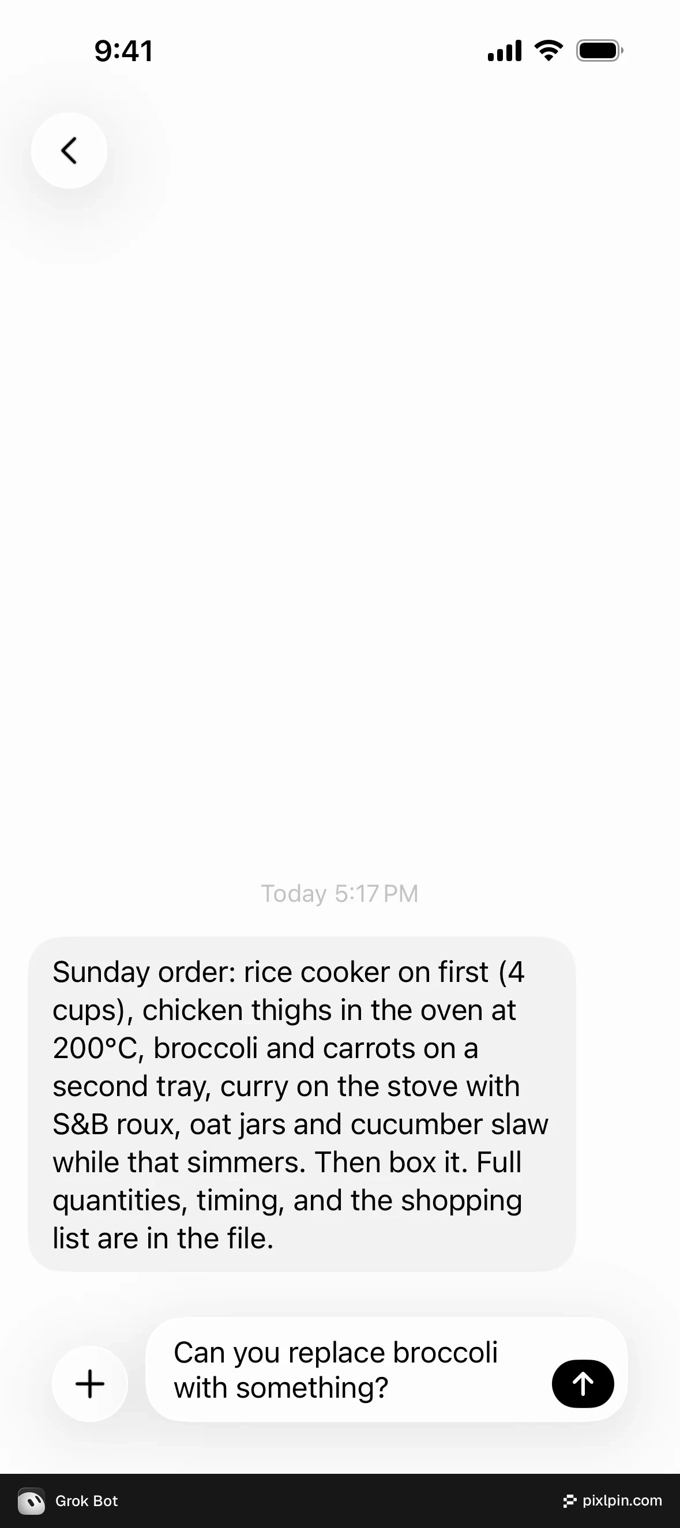 9:41
Today 5:17 PM
Sunday order: rice cooker on first (4
cups), chicken thighs in the oven at
200°C, broccoli and carrots on a
second tray, curry on the stove with
S&B roux, oat jars and cucumber slaw
while that simmers. Then box it. Full
quantities, timing, and the shopping
list are in the file.
Can you replace broccoli
with something?
Grok Bot
pixlpin.com